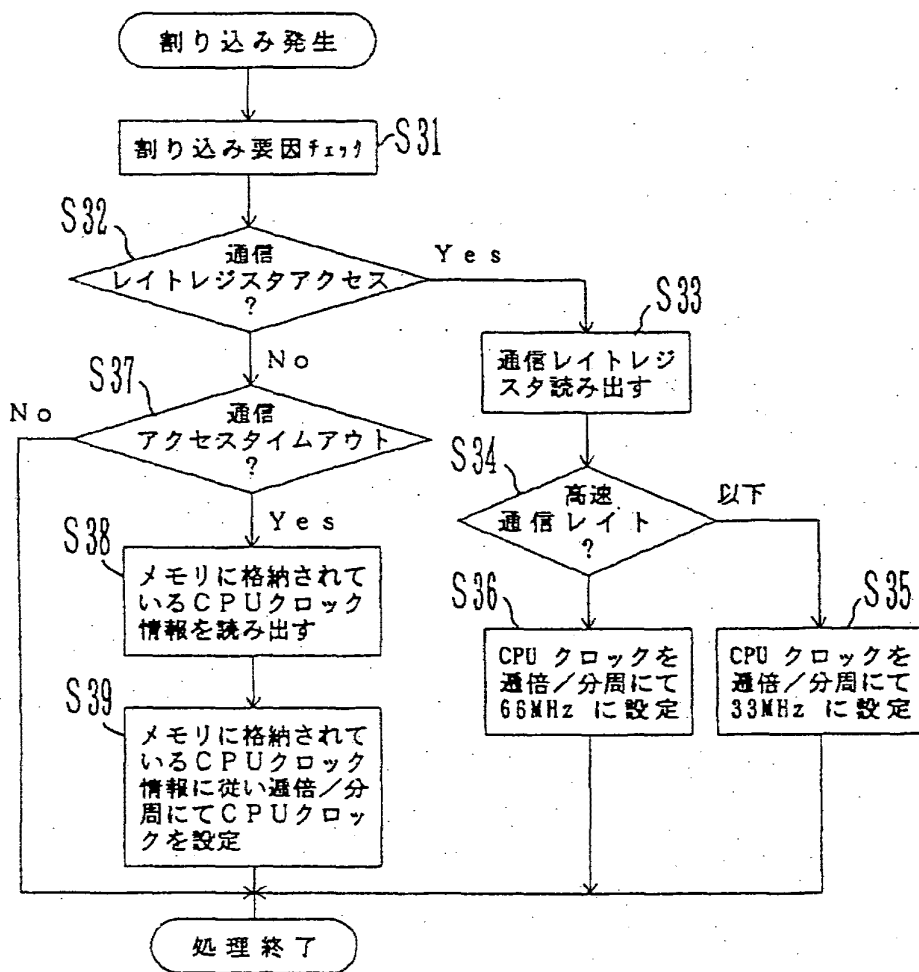 割り込み発生
割り込み要因チェック
S31
S32
通信
レイトレジスタアクセス
?
Yes
No
S33
通信レイトレジ
スタ読み出す
S37
通信
アクセスタイムアウト
?
No
Yes
S34
高速
通信レイト
?
以下
S38
メモリに格納されて
いるCPUクロック
情報を読み出す
S36
CPU クロックを
逓倍/分周にて
66MHz に設定
S35
CPU クロックを
逓倍/分周にて
33MHz に設定
S39
メモリに格納されて
いるCPUクロック
情報に従い逓倍/分
周にてCPUクロッ
クを設定
処理終了